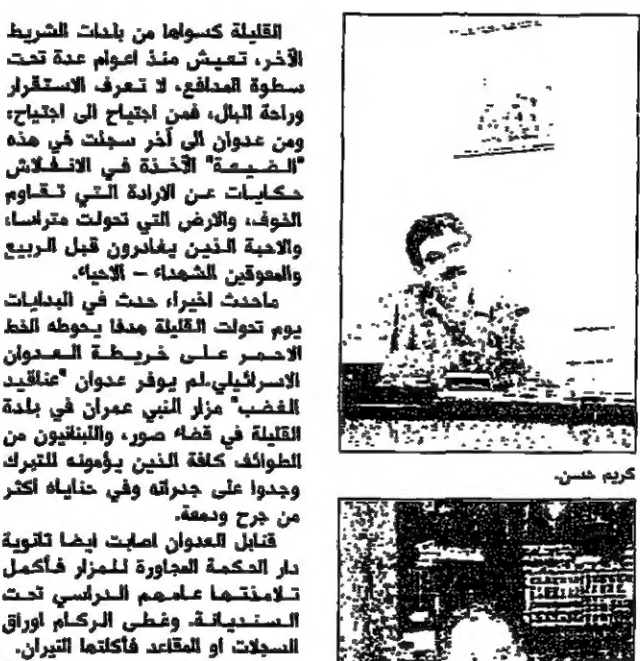 القليلة كسواها من بلدات الشريط
الآخر، تعيش منذ اعوام عدة تحت
سطوة المدافع، لا تعرف الاستقرار
وراحة البال، فمن اجتياح الى اجتياح؛
ومن عدوان الى آخر سجلت في هذه
"الضيعة" الآخذة في الانفلاش
حكايات عن الارادة التي تقاوم
الخوف، والارض التي تحولت متراسا،
والاحبة الذين يغادرون قبل الربيع
والمعوقين الشهداء – الاحياء.
ماحدث اخيراً حدث في البدايات
يوم تحولت القليلة هدفا يحوطه الخط
الاحمر على خريطة العدوان
الاسرائيلي.لم يوفر عدوان "عناقيد
الغضب" مزار النبي عمران في بلدة
القليلة في قضاء صور، واللبنانيون من
الطوائف كافة الذين يؤمونه للتبرك
وجدوا على جدرانه وفي حناياه اكثر
من جرح ودمعة.
قنابل العدوان اصابت ايضا ثانوية
دار الحكمة المجاورة للمزار فأكمل
تلامذتها عامهم الدراسي تحت
السنديانة. وغطى الركام اوراق
السجلات او المقاعد فأكلتها النيران.
كريم حسن.